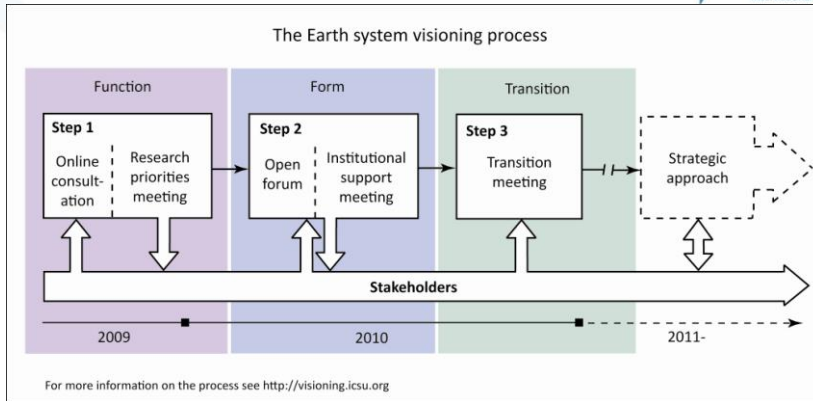 The Earth system visioning process
Function
Form
Transition
Step 1
Online
consult-
ation
Research
priorities
meeting
Step 2
Open
forum
Institutional
support
meeting
Step 3
Transition
meeting
Strategic
approach
Stakeholders
2009
2010
2011-
For more information on the process see http://visioning.icsu.org